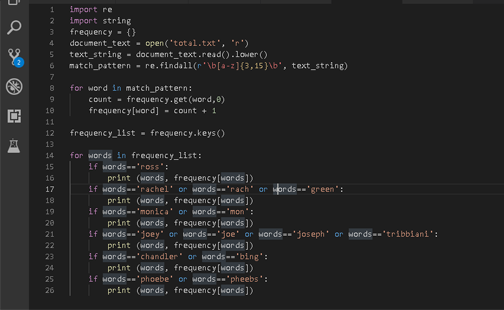 1 import re
2 import string
3 frequency = {}
4 document_text = open('total.txt', 'r')
5 text_string = document_text.read().lower()
6 match_pattern = re.findall(r'\b[a-z]{3,15}\b', text_string)
7
8 for word in match_pattern:
9     count = frequency.get(word,0)
10     frequency[word] = count + 1
11
12 frequency_list = frequency.keys()
13
14 for words in frequency_list:
15     if words=='ross':
16         print (words, frequency[words])
17     if words=='rachel' or words=='rach' or words=='green':
18         print (words, frequency[words])
19     if words=='monica' or words=='mon':
20         print (words, frequency[words])
21     if words=='joey' or words=='joe' or words=='joseph' or words=='tribbiani':
22         print (words, frequency[words])
23     if words=='chandler' or words=='bing':
24         print (words, frequency[words])
25     if words=='phoebe' or words=='pheebs':
26         print (words, frequency[words])
2